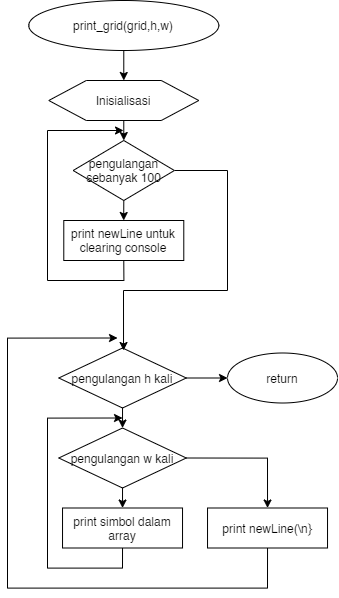 print_grid(grid,h,w)
Inisialisasi
pengulangan
sebanyak 100
print newLine untuk
clearing console
pengulangan h kali
return
pengulangan w kali
print simbol dalam
array
print newLine(\n}